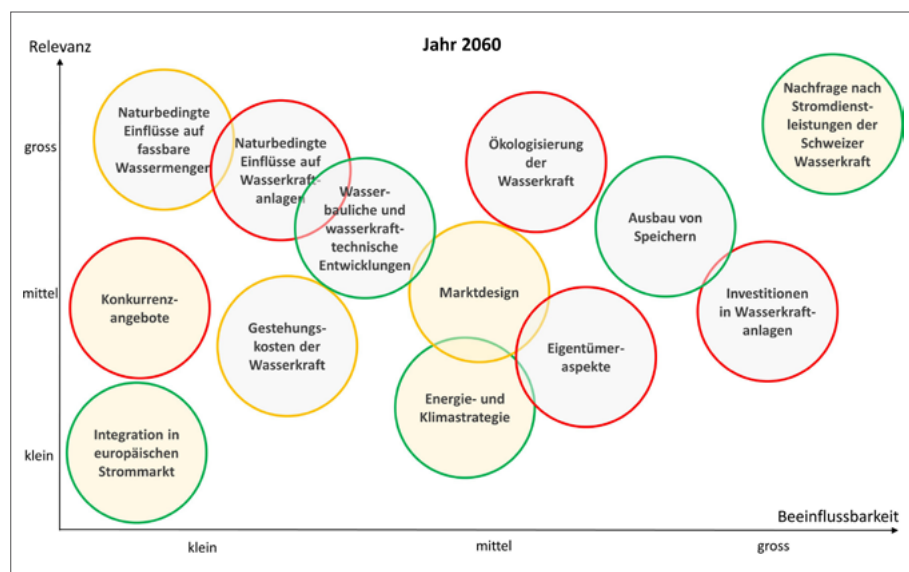 Jahr 2060
Relevanz
gross
mittel
klein
Naturbedingte
Einflüsse auf
fassbare
Wassermengen
Naturbedingte
Einflüsse auf
Wasserkraft-
anlagen
Wasser-
bauliche und
wasserkraft-
technische
Entwicklungen
Ökologisierung
der
Wasserkraft
Nachfrage nach
Stromdienst-
leistungen der
Schweizer
Wasserkraft
Ausbau von
Speichern
Konkurrenz-
angebote
Gestehungs-
kosten der
Wasserkraft
Marktdesign
Eigentümer-
aspekte
Investitionen
in Wasserkraft-
anlagen
Energie- und
Klimastrategie
Integration in
europäischen
Strommarkt
Beeinflussbarkeit
klein
mittel
gross